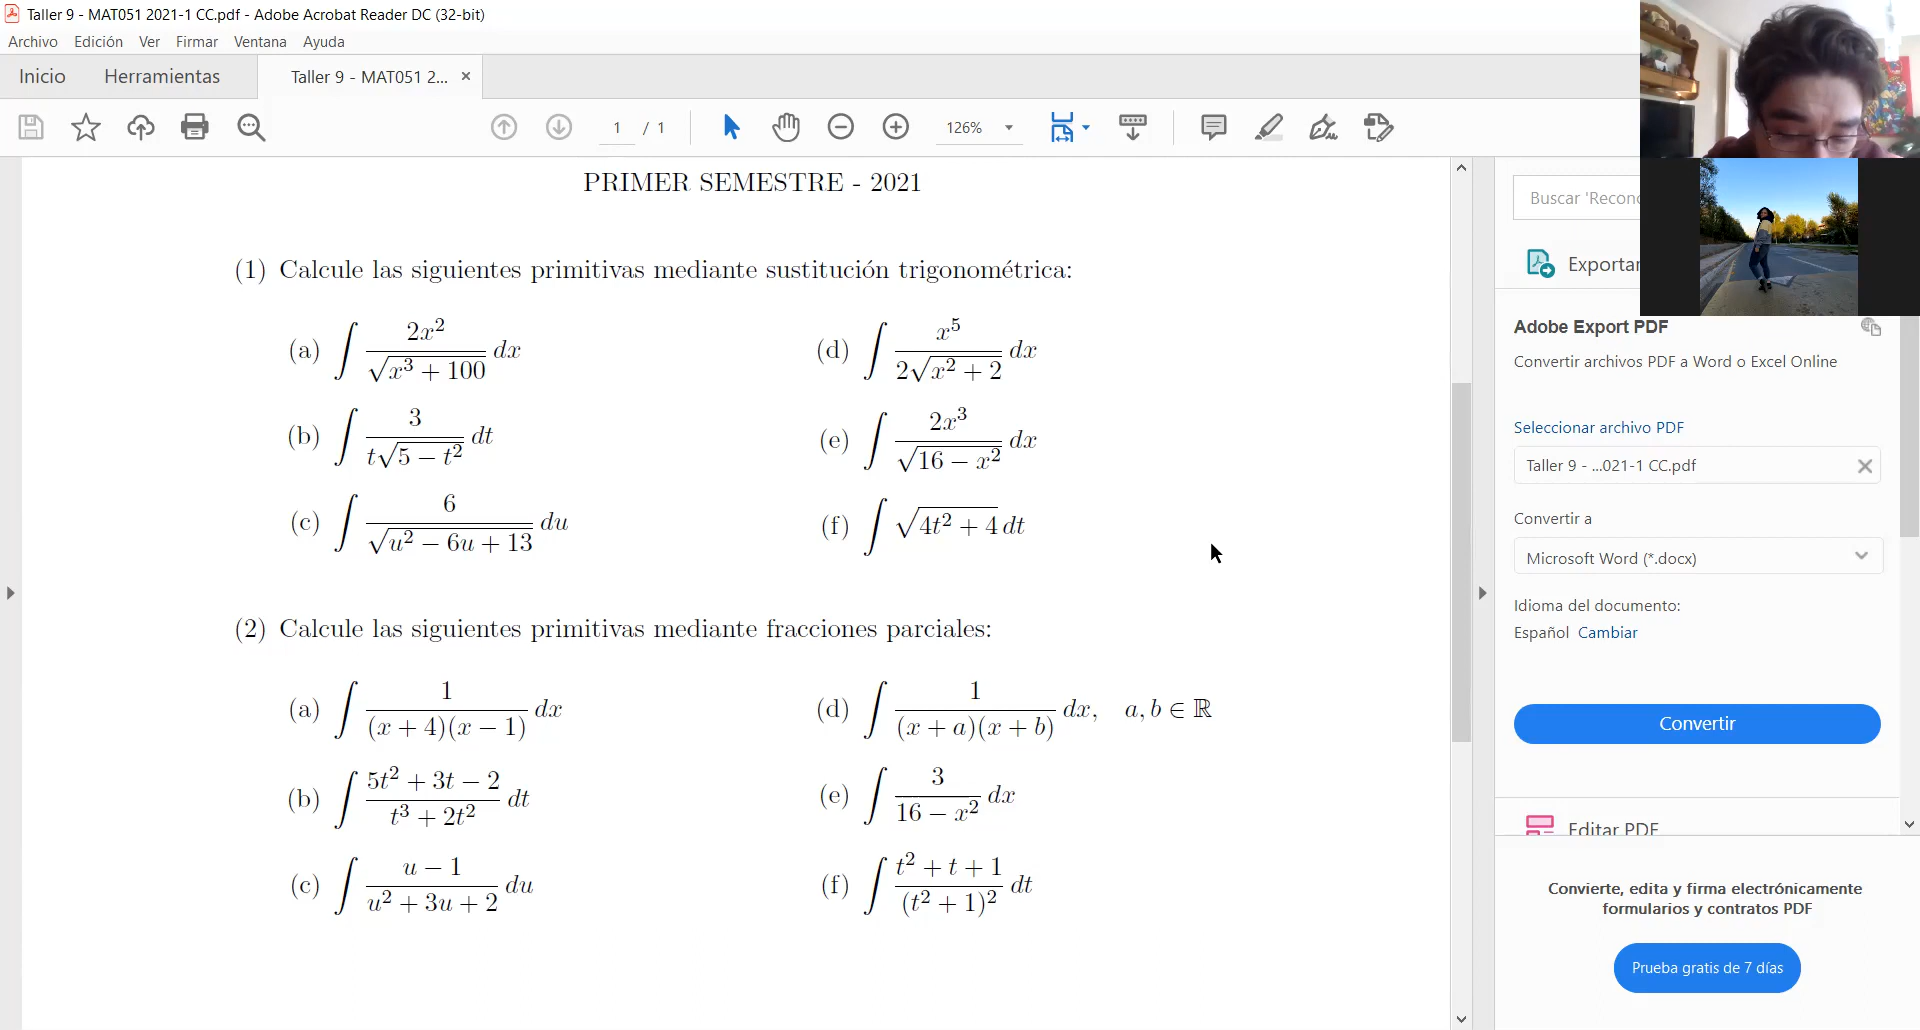 Taller 9 - MAT051 2021-1 CC.pdf - Adobe Acrobat Reader DC (32-bit)
Archivo Edición Ver Firmar Ventana Ayuda
Inicio Herramientas Taller 9 - MAT051 2... ×
1 / 1 126%
PRIMER SEMESTRE - 2021
(1) Calcule las siguientes primitivas mediante sustitución trigonométrica:
(a) ∫ 2x²/√(x³ + 100) dx
(d) ∫ x⁵/(2√(x² + 2)) dx
(b) ∫ 3/(t√(5 − t²)) dt
(e) ∫ 2x³/√(16 − x²) dx
(c) ∫ 6/√(u² − 6u + 13) du
(f) ∫ √(4t² + 4) dt
(2) Calcule las siguientes primitivas mediante fracciones parciales:
(a) ∫ 1/((x + 4)(x − 1)) dx
(d) ∫ 1/((x + a)(x + b)) dx, a, b ∈ ℝ
(b) ∫ (5t² + 3t − 2)/(t³ + 2t²) dt
(e) ∫ 3/(16 − x²) dx
(c) ∫ (u − 1)/(u² + 3u + 2) du
(f) ∫ (t² + t + 1)/(t² + 1)² dt
Buscar 'Recon
Exportar
Adobe Export PDF
Convertir archivos PDF a Word o Excel Online
Seleccionar archivo PDF
Taller 9 - ...021-1 CC.pdf
Convertir a
Microsoft Word (*.docx)
Idioma del documento:
Español Cambiar
Convertir
Editar PDF
Convierte, edita y firma electrónicamente
formularios y contratos PDF
Prueba gratis de 7 días